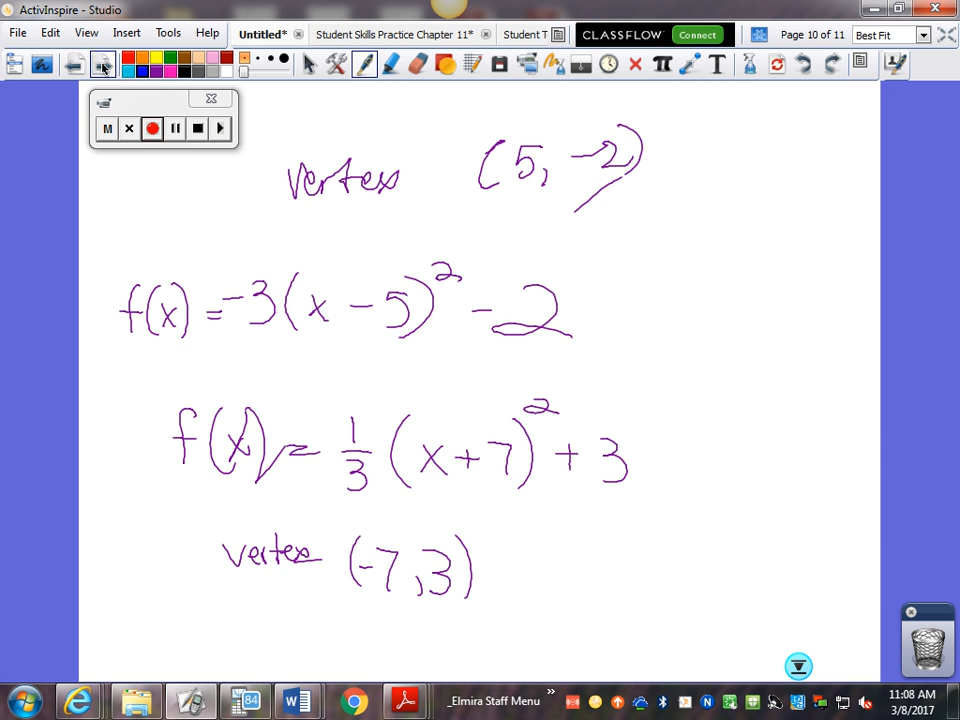 ActivInspire - Studio
File Edit View Insert Tools Help Untitled* Student Skills Practice Chapter 11* Student T CLASSFLOW Connect Page 10 of 11 Best Fit
vertex (5, -2)
f(x) = -3(x - 5)² - 2
f(x) = 1/3 (x + 7)² + 3
vertex (-7, 3)
84 _Elmira Staff Menu » 11:08 AM
3/8/2017